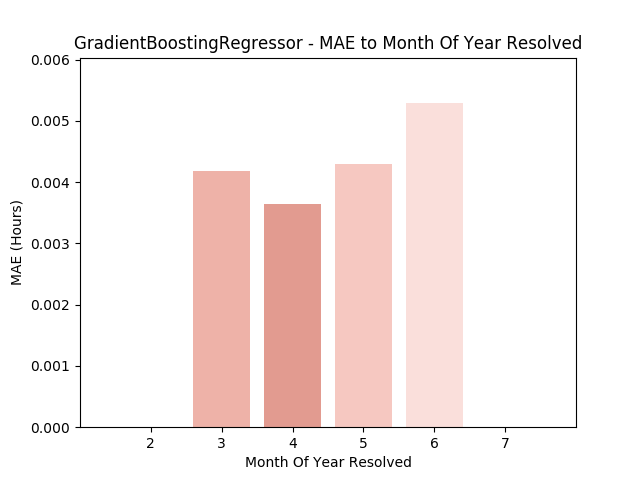 GradientBoostingRegressor - MAE to Month Of Year Resolved
0.006
0.005
0.004
0.003
0.002
0.001
0.000
MAE (Hours)
2 3 4 5 6 7
Month Of Year Resolved